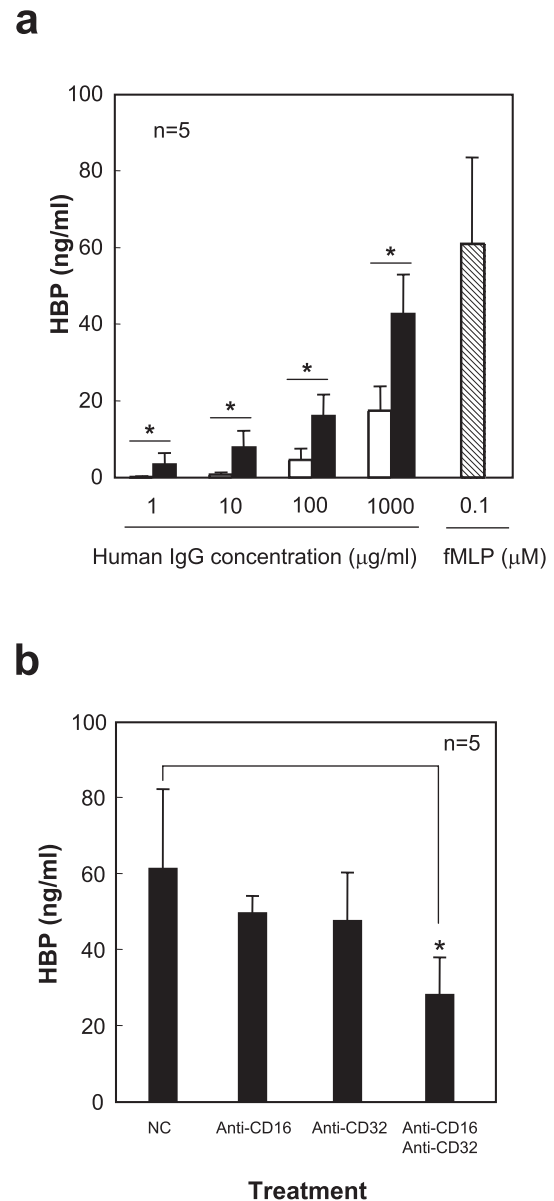 a
100
80
60
40
20
0
HBP (ng/ml)
n=5
*
*
*
*
1 10 100 1000 0.1
Human IgG concentration (μg/ml) fMLP (μM)
b
100
80
60
40
20
0
HBP (ng/ml)
n=5
*
NC Anti-CD16 Anti-CD32 Anti-CD16
Anti-CD32
Treatment